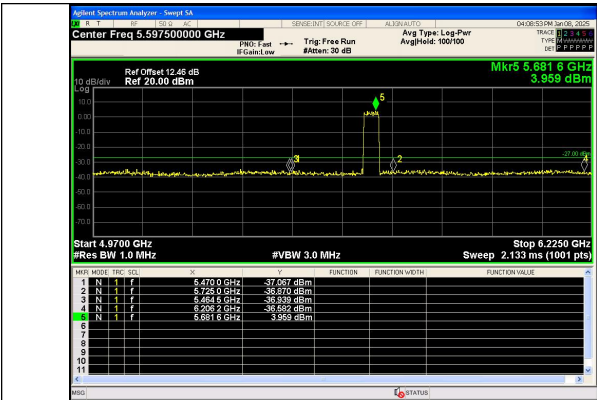 Agilent Spectrum Analyzer - Swept SA
R T RF 50 Ω AC SENSE:INT SOURCE OFF ALIGN AUTO 04:08:53 PM Jan 08, 2025
Center Freq 5.597500000 GHz Avg Type: Log-Pwr TRACE 1 2 3 4 5 6
PNO: Fast Trig: Free Run Avg|Hold: 100/100 TYPE
IFGain:Low #Atten: 30 dB DET P P P P P P
Mkr5 5.681 6 GHz
Ref Offset 12.46 dB
10 dB/div Ref 20.00 dBm 3.959 dBm
Log
5
10.0
0.00
-10.0
-20.0
-27.00 dBm
-30.0
3 1 2 4
-40.0
-50.0
-60.0
-70.0
Start 4.9700 GHz Stop 6.2250 GHz
#Res BW 1.0 MHz #VBW 3.0 MHz Sweep 2.133 ms (1001 pts)
MKR MODE TRC SCL X Y FUNCTION FUNCTION WIDTH FUNCTION VALUE
1 N 1 f 5.470 0 GHz -37.067 dBm
2 N 1 f 5.725 0 GHz -36.870 dBm
3 N 1 f 5.464 5 GHz -36.939 dBm
4 N 1 f 6.206 2 GHz -36.582 dBm
5 N 1 f 5.681 6 GHz 3.959 dBm
6
7
8
9
10
11
MSG STATUS